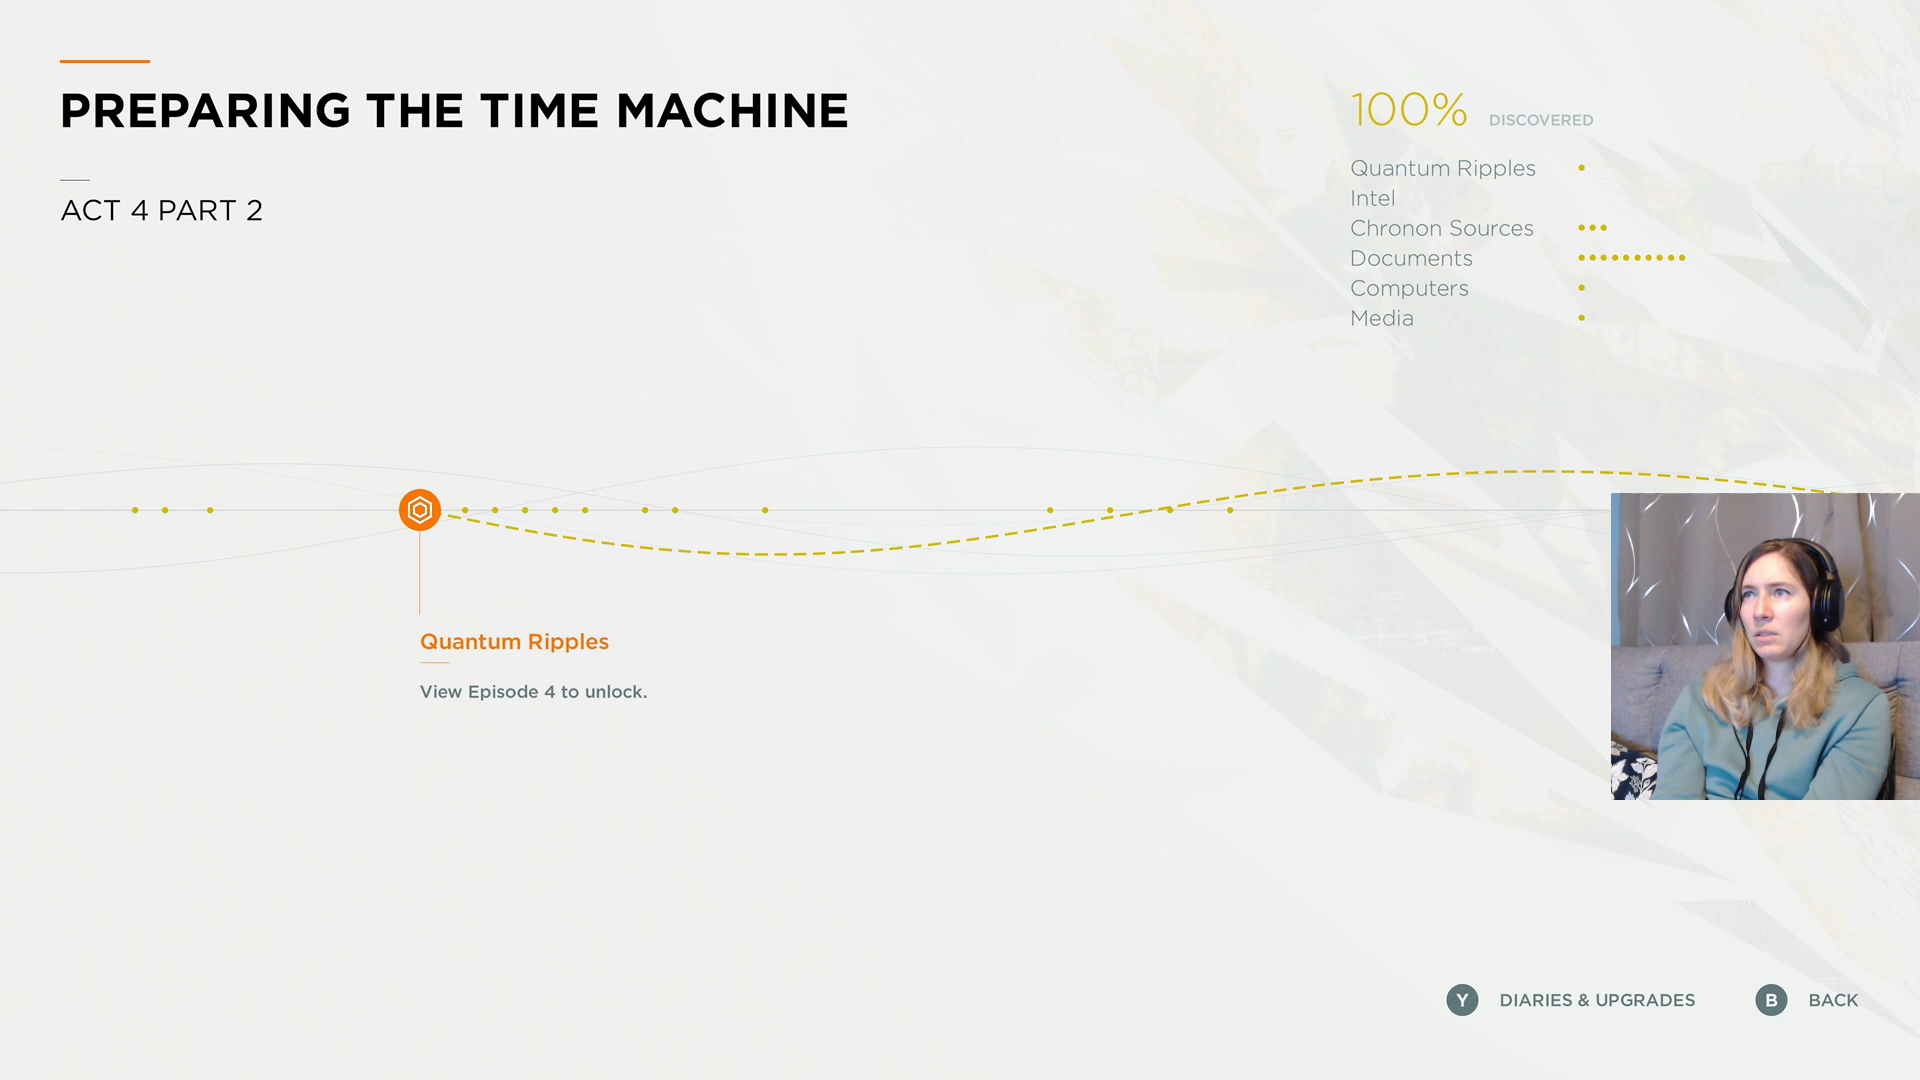 PREPARING THE TIME MACHINE
ACT 4 PART 2
100% DISCOVERED
Quantum Ripples
Intel
Chronon Sources
Documents
Computers
Media
Quantum Ripples
View Episode 4 to unlock.
Y DIARIES & UPGRADES B BACK